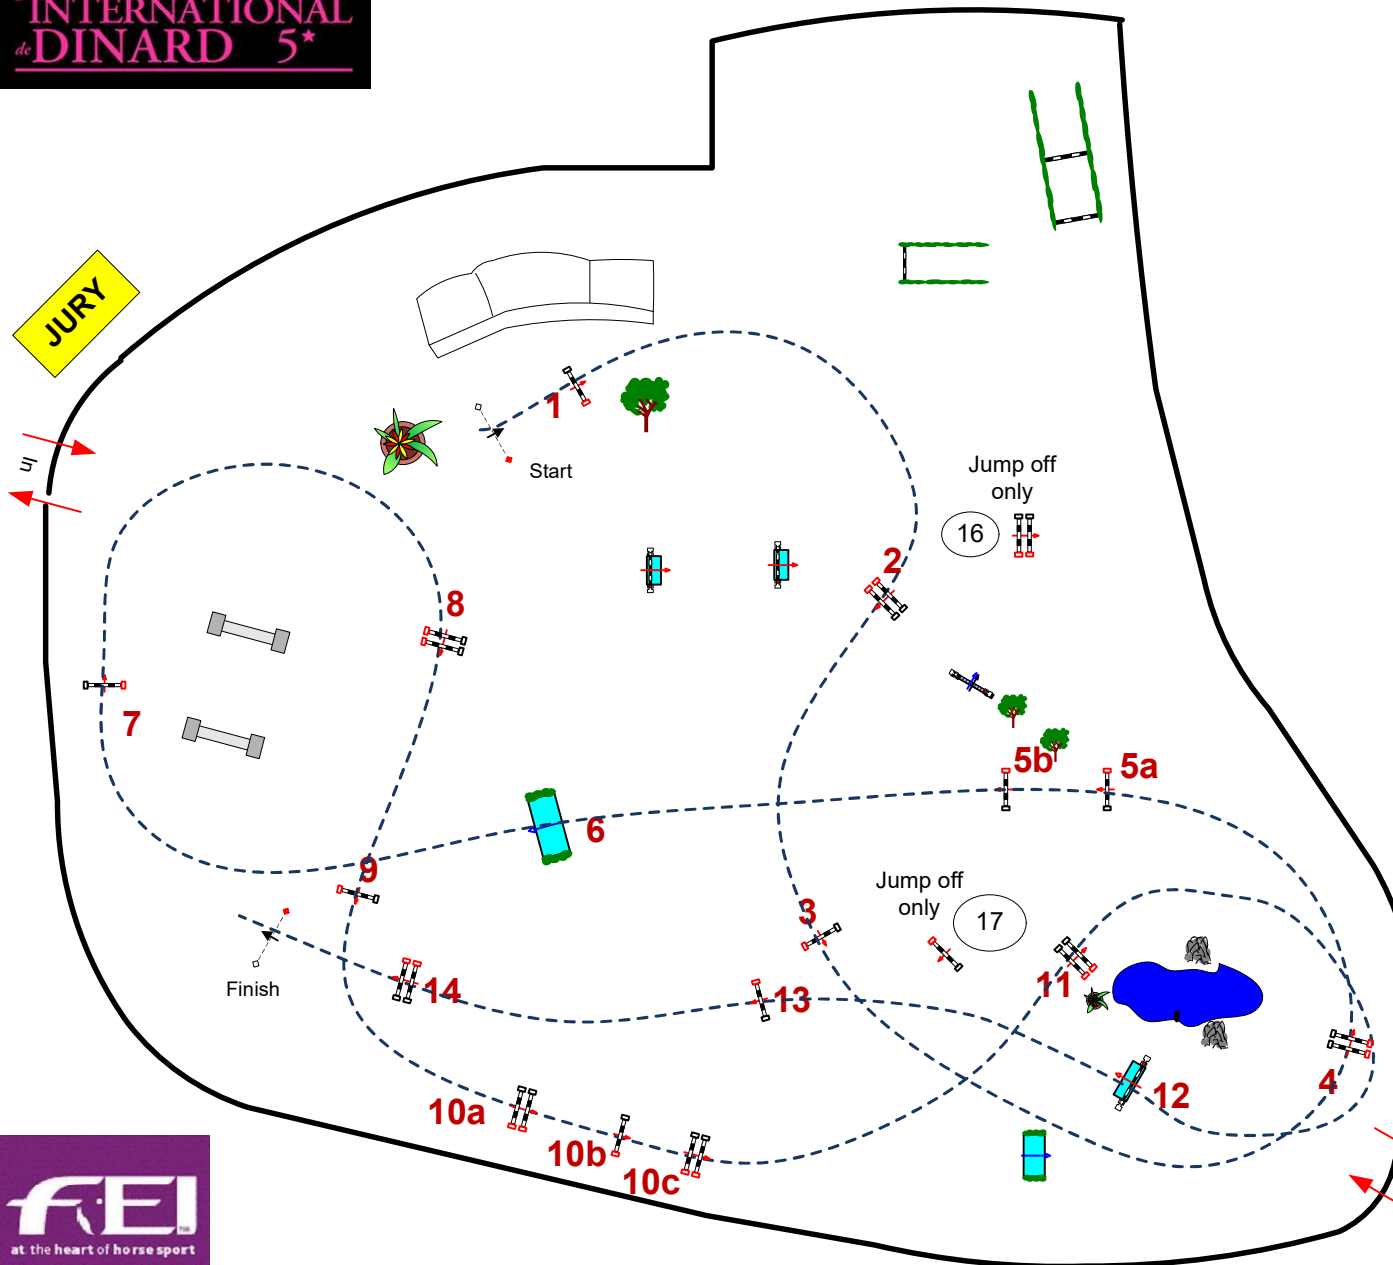 INTERNATIONAL
de DINARD 5*
JURY
In
1
Start
Jump off
only
16
2
8
7
5b
5a
6
9
Jump off
only
17
3
Finish
14
13
11
4
12
10a
10b
10c
FEI
at the heart of horse sport